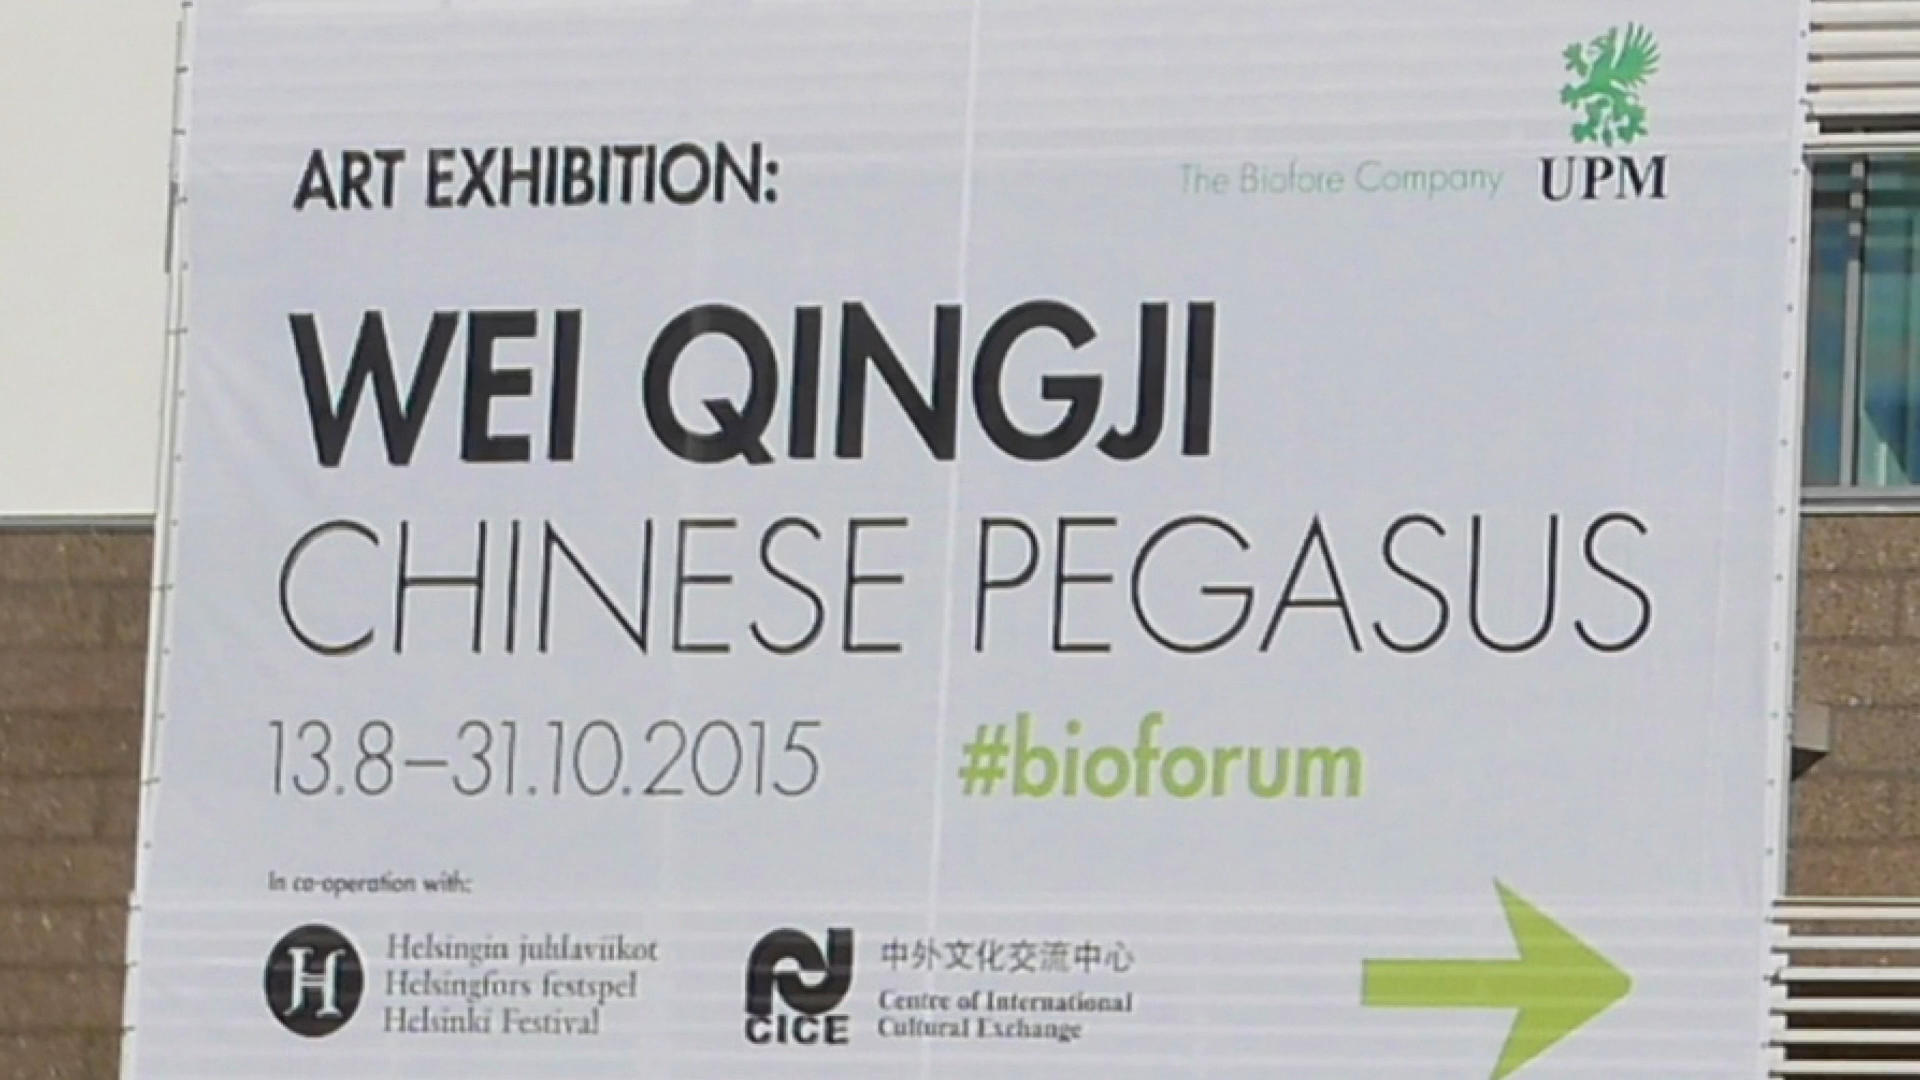 ART EXHIBITION:
The Biofore Company UPM
WEI QINGJI
CHINESE PEGASUS
13.8–31.10.2015 #bioforum
In co-operation with:
H
Helsingin juhlaviikot
Helsingfors festspel
Helsinki Festival
CICE
中外文化交流中心
Centre of International
Cultural Exchange